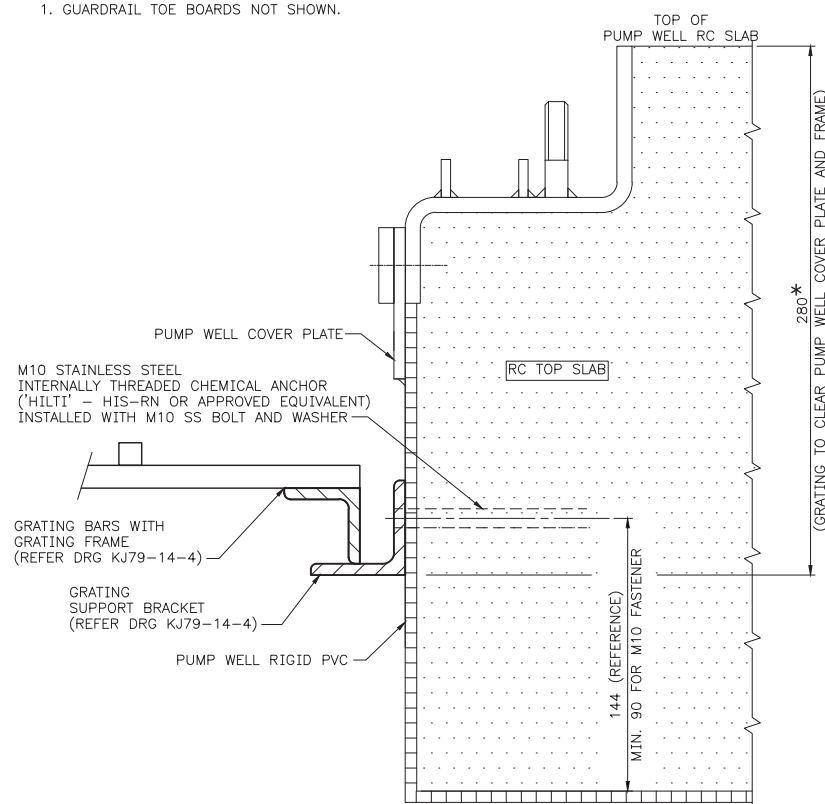 1. GUARDRAIL TOE BOARDS NOT SHOWN.
TOP OF
PUMP WELL RC SLAB
280*
(GRATING TO CLEAR PUMP WELL COVER PLATE AND FRAME)
PUMP WELL COVER PLATE
RC TOP SLAB
M10 STAINLESS STEEL
INTERNALLY THREADED CHEMICAL ANCHOR
('HILTI' - HIS-RN OR APPROVED EQUIVALENT)
INSTALLED WITH M10 SS BOLT AND WASHER
GRATING BARS WITH
GRATING FRAME
(REFER DRG KJ79-14-4)
GRATING
SUPPORT BRACKET
(REFER DRG KJ79-14-4)
PUMP WELL RIGID PVC
144 (REFERENCE)
MIN. 90 FOR M10 FASTENER